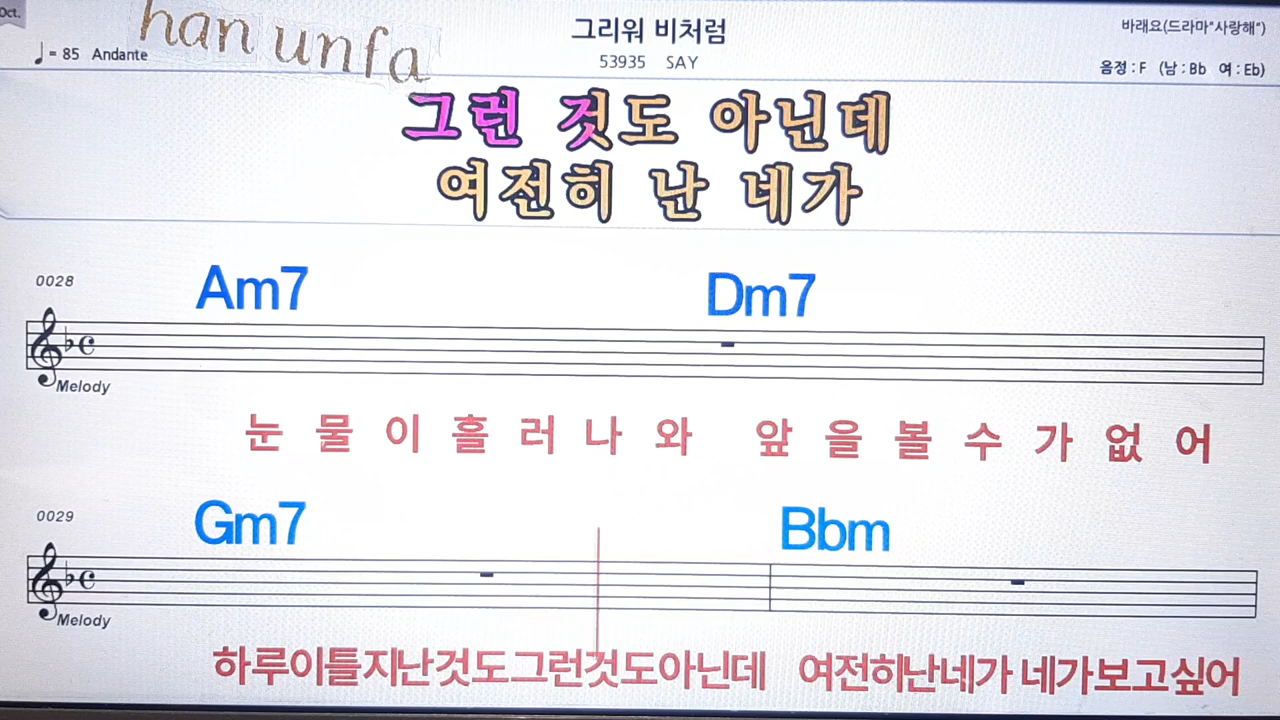 Oct.
han unfa
그리워 비처럼
바래요(드라마"사랑해")
♩= 85 Andante
53935 SAY
음정 : F (남 : Bb 여 : Eb)
그런 것도 아닌데
여전히 난 네가
0028
Am7 Dm7
Melody
눈 물 이 흘 러 나 와 앞 을 볼 수 가 없 어
0029
Gm7 Bbm
Melody
하루이틀지난것도그런것도아닌데 여전히난네가 네가보고싶어